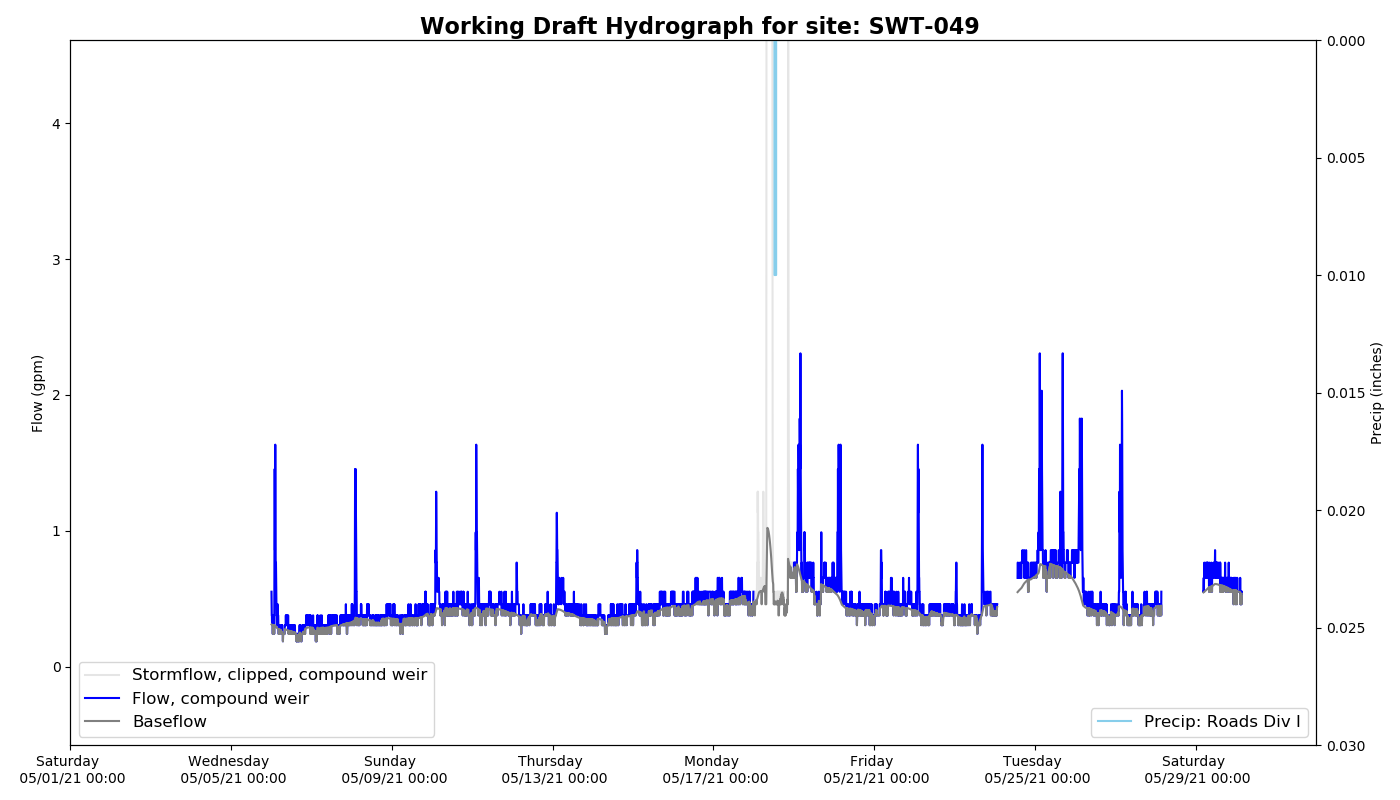 Working Draft Hydrograph for site: SWT-049
4
3
2
1
0
Flow (gpm)
0.000
0.005
0.010
0.015
0.020
0.025
0.030
Precip (inches)
Stormflow, clipped, compound weir
Flow, compound weir
Baseflow
Precip: Roads Div I
Saturday
05/01/21 00:00
Wednesday
05/05/21 00:00
Sunday
05/09/21 00:00
Thursday
05/13/21 00:00
Monday
05/17/21 00:00
Friday
05/21/21 00:00
Tuesday
05/25/21 00:00
Saturday
05/29/21 00:00